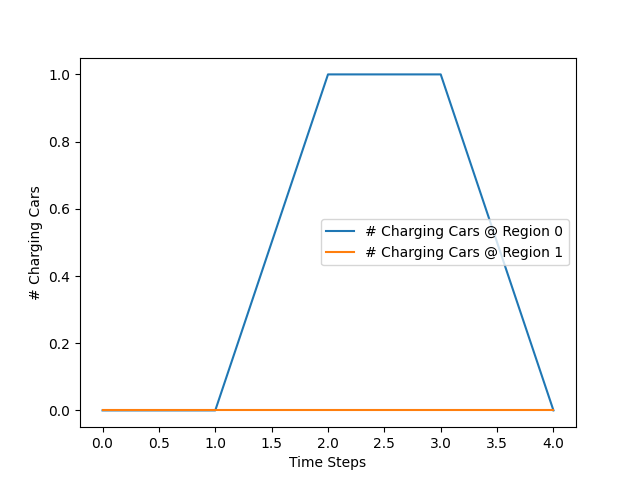 1.0
0.8
0.6
0.4
0.2
0.0
# Charging Cars
# Charging Cars @ Region 0
# Charging Cars @ Region 1
0.0 0.5 1.0 1.5 2.0 2.5 3.0 3.5 4.0
Time Steps